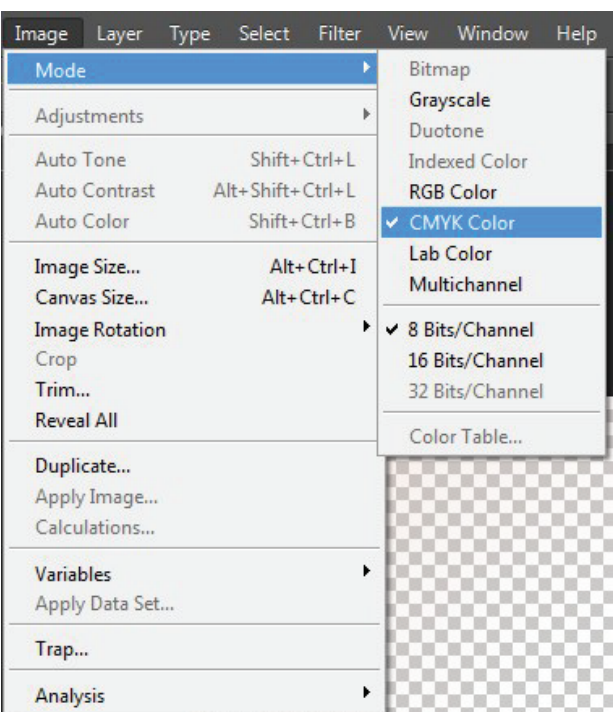 Image Layer Type Select Filter View Window Help
Mode
Adjustments
Auto Tone Shift+Ctrl+L
Auto Contrast Alt+Shift+Ctrl+L
Auto Color Shift+Ctrl+B
Image Size... Alt+Ctrl+I
Canvas Size... Alt+Ctrl+C
Image Rotation
Crop
Trim...
Reveal All
Duplicate...
Apply Image...
Calculations...
Variables
Apply Data Set...
Trap...
Analysis
Bitmap
Grayscale
Duotone
Indexed Color
RGB Color
✓ CMYK Color
Lab Color
Multichannel
✓ 8 Bits/Channel
16 Bits/Channel
32 Bits/Channel
Color Table...